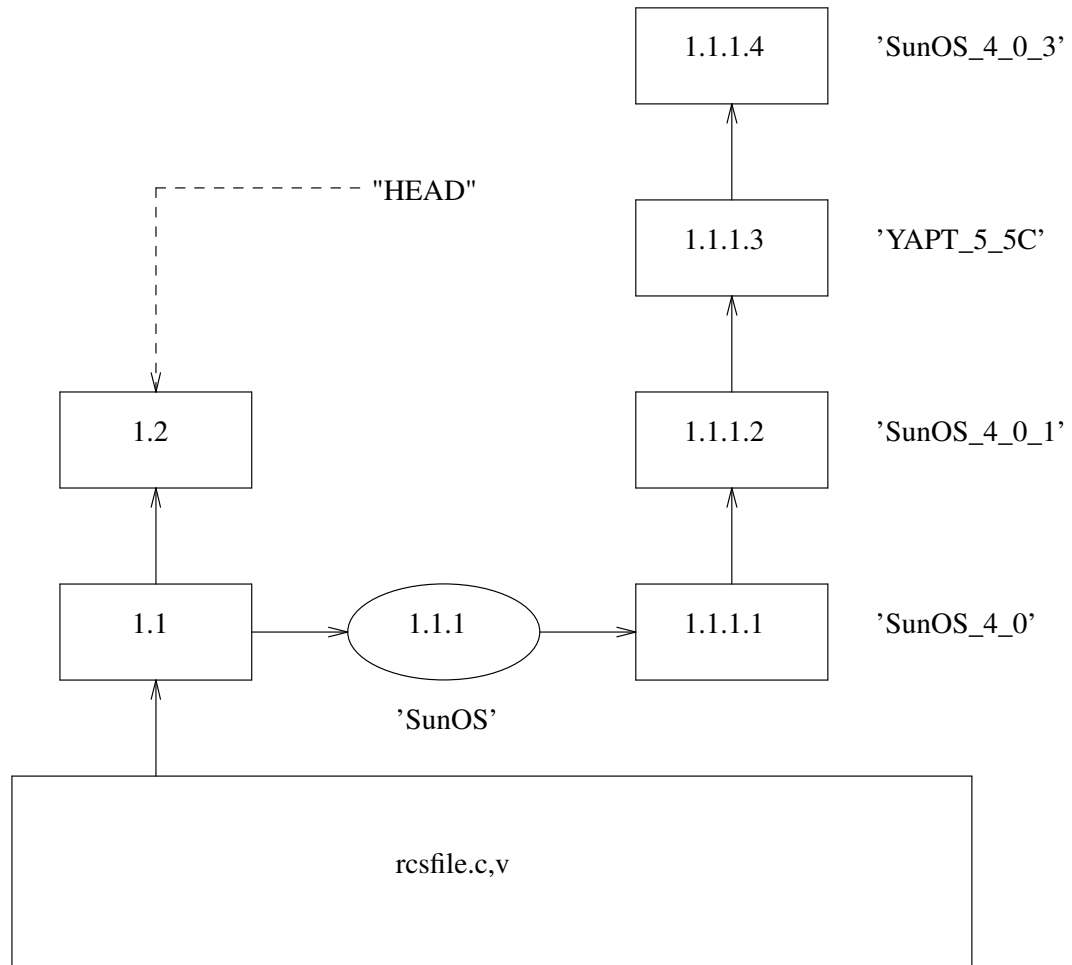 1.1.1.4 ’SunOS_4_0_3’
"HEAD"
1.1.1.3 ’YAPT_5_5C’
1.2 1.1.1.2 ’SunOS_4_0_1’
1.1 1.1.1 1.1.1.1 ’SunOS_4_0’
’SunOS’
rcsfile.c,v